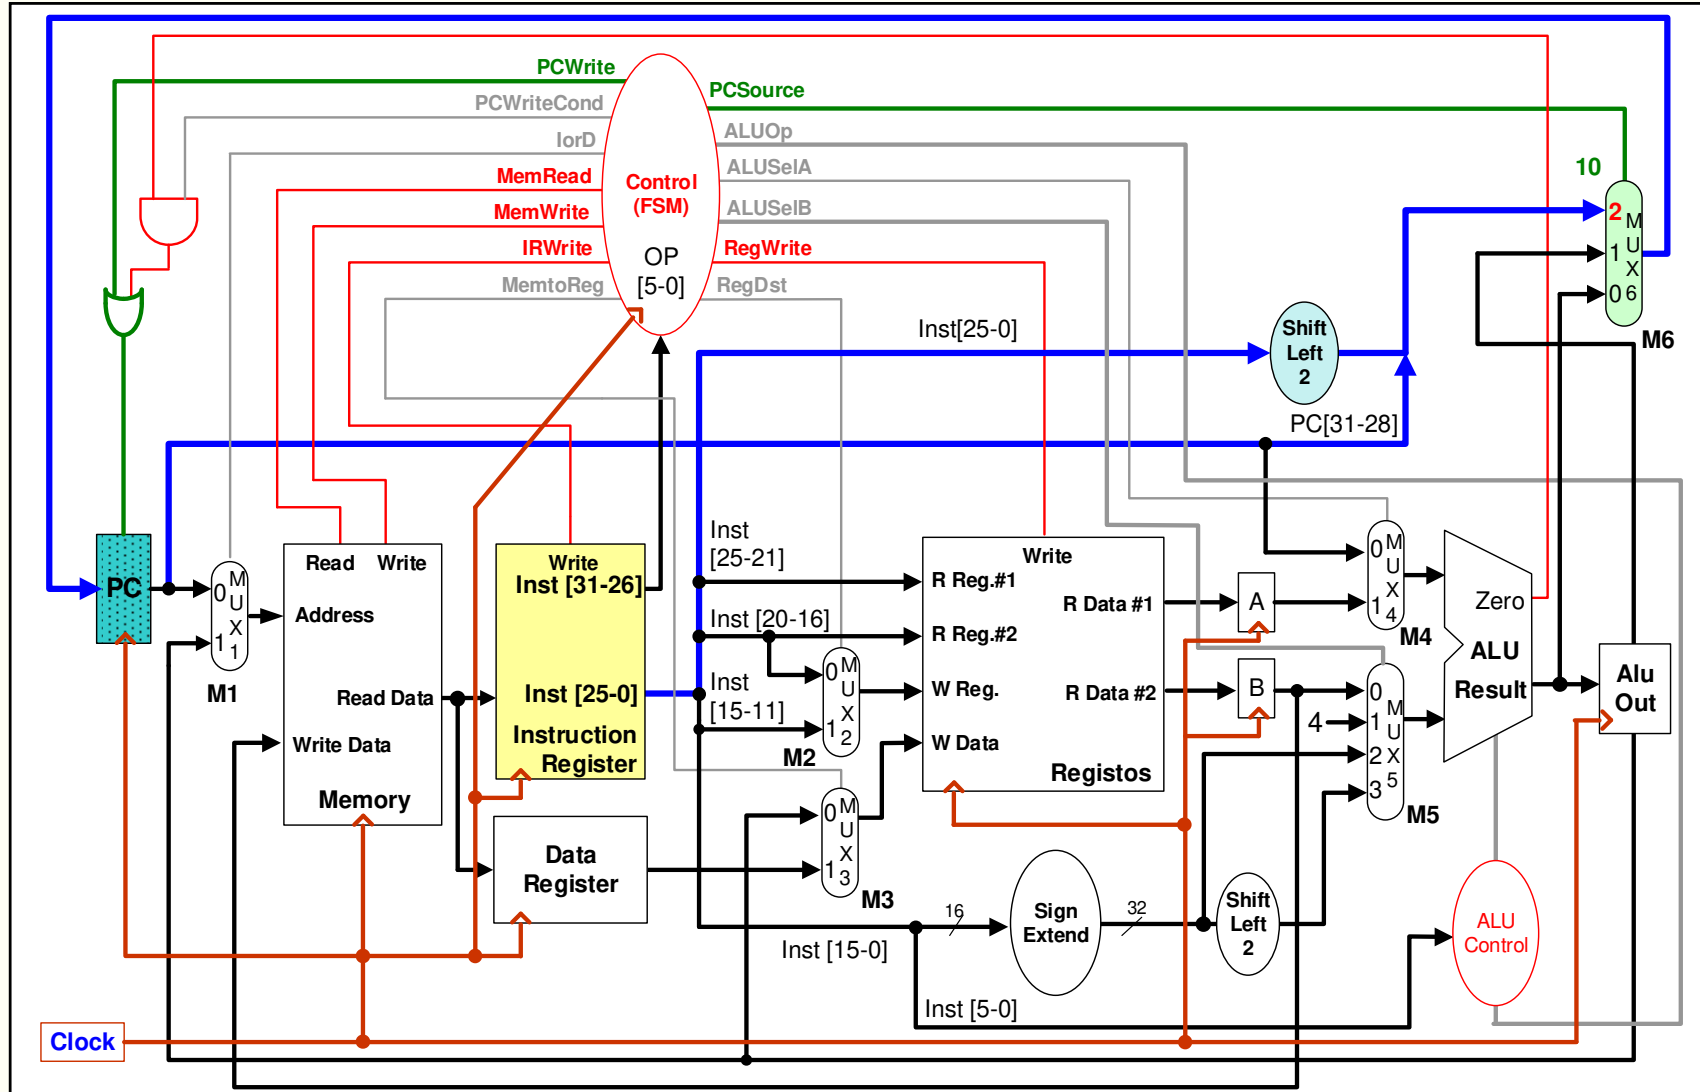 PCWrite
PCSource
PCWriteCond
ALUOp
IorD
ALUSelA
MemRead
Control
(FSM)
10
MemWrite
ALUSelB
2
M
U
X
6
1
0
IRWrite
RegWrite
OP
[5-0]
MemtoReg
RegDst
Inst[25-0]
Shift
Left
2
M6
PC[31-28]
Inst
[25-21]
PC
0
M
U
X
1
1
M1
Read
Write
Address
Read Data
Write Data
Memory
Write
Inst [31-26]
Inst [25-0]
Instruction
Register
Inst [20-16]
Inst
[15-11]
0
M
U
X
2
1
M2
Write
R Reg.#1
R Data #1
R Reg.#2
W Reg.
R Data #2
W Data
Registos
A
B
0
M
U
X
4
1
M4
4
0
1
2
3
M
U
X
5
M5
Zero
ALU
Result
Alu
Out
Data
Register
0
M
U
X
3
1
M3
Inst [15-0]
16
Sign
Extend
32
Shift
Left
2
ALU
Control
Inst [5-0]
Clock